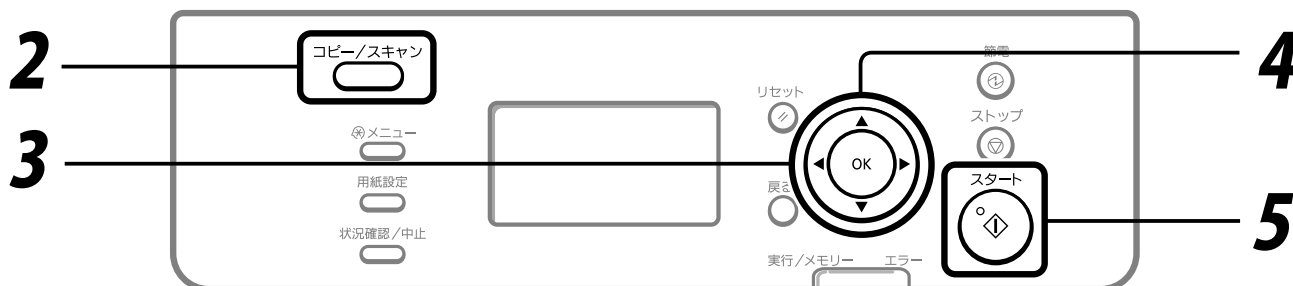 2
コピー/スキャン
メニュー
3
用紙設定
状況確認/中止
リセット
OK
戻る
実行/メモリー
エラー
4
節電
ストップ
スタート
5